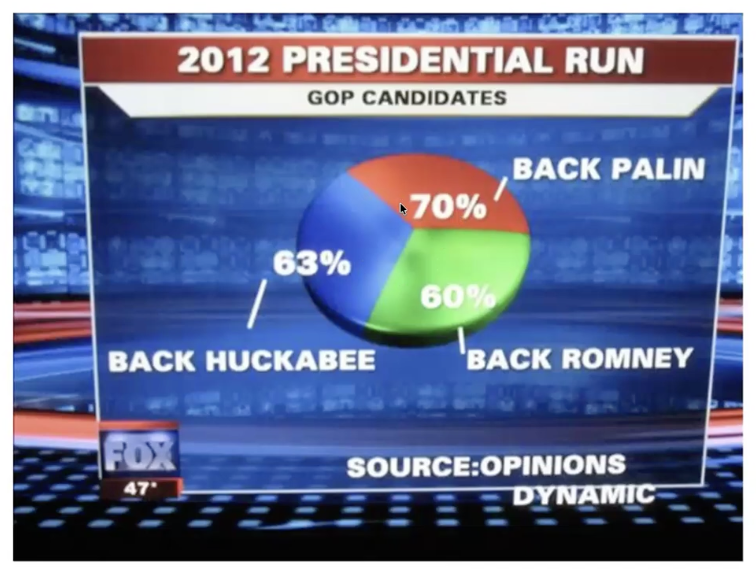 2012 PRESIDENTIAL RUN
GOP CANDIDATES
BACK PALIN
70%
63%
60%
BACK HUCKABEE
BACK ROMNEY
FOX
47°
SOURCE:OPINIONS
DYNAMIC